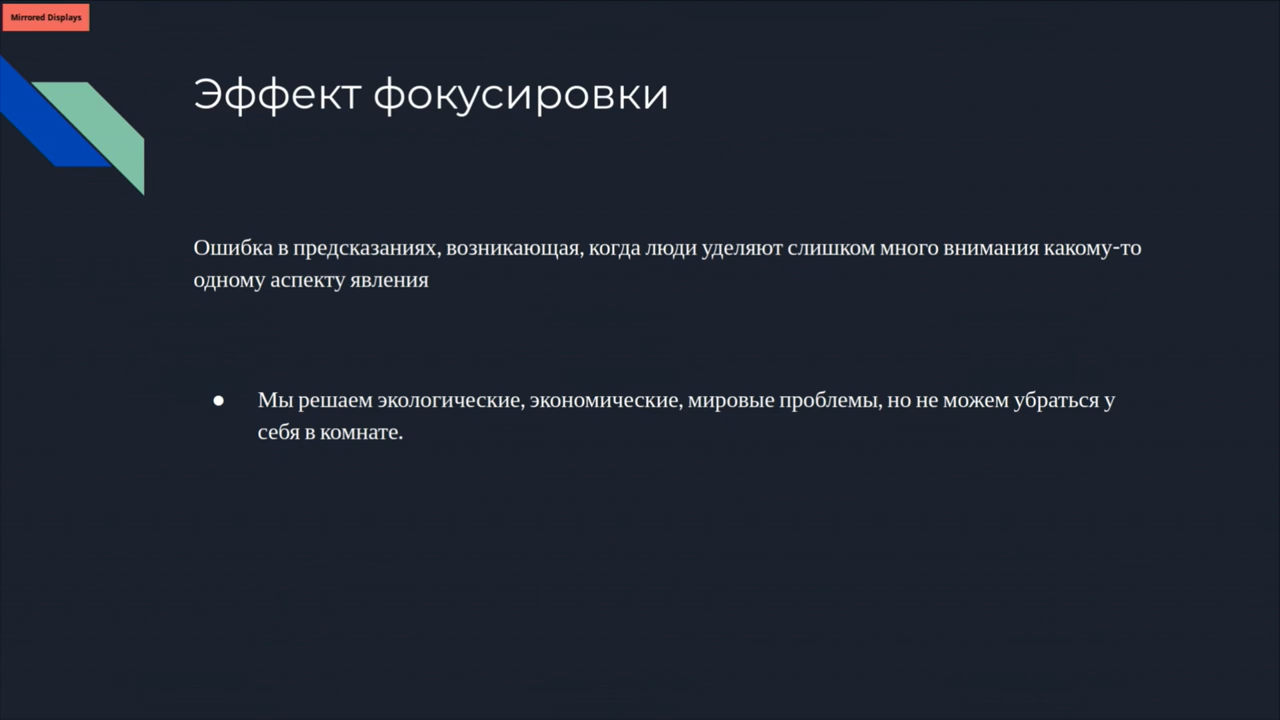 Mirrored Displays
Эффект фокусировки
Ошибка в предсказаниях, возникающая, когда люди уделяют слишком много внимания какому-то
одному аспекту явления
● Мы решаем экологические, экономические, мировые проблемы, но не можем убраться у
себя в комнате.